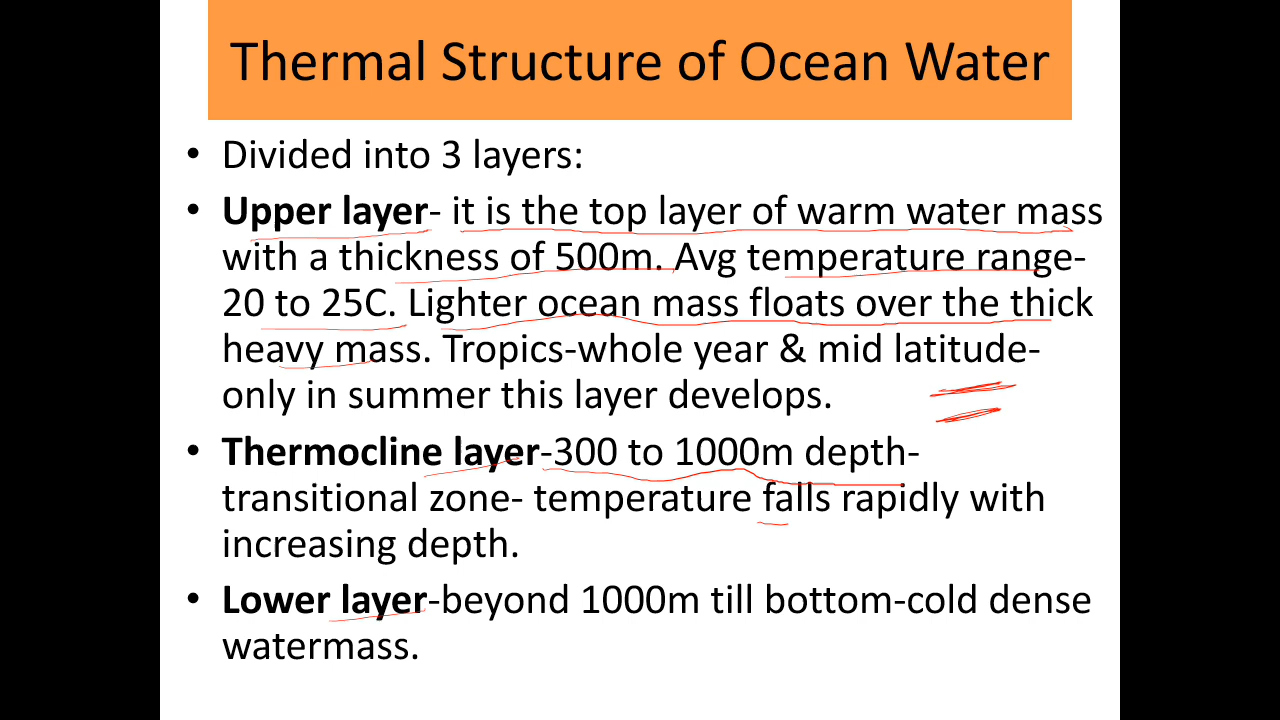 Thermal Structure of Ocean Water
• Divided into 3 layers:
• Upper layer- it is the top layer of warm water mass
with a thickness of 500m. Avg temperature range-
20 to 25C. Lighter ocean mass floats over the thick
heavy mass. Tropics-whole year & mid latitude-
only in summer this layer develops.
• Thermocline layer-300 to 1000m depth-
transitional zone- temperature falls rapidly with
increasing depth.
• Lower layer-beyond 1000m till bottom-cold dense
watermass.